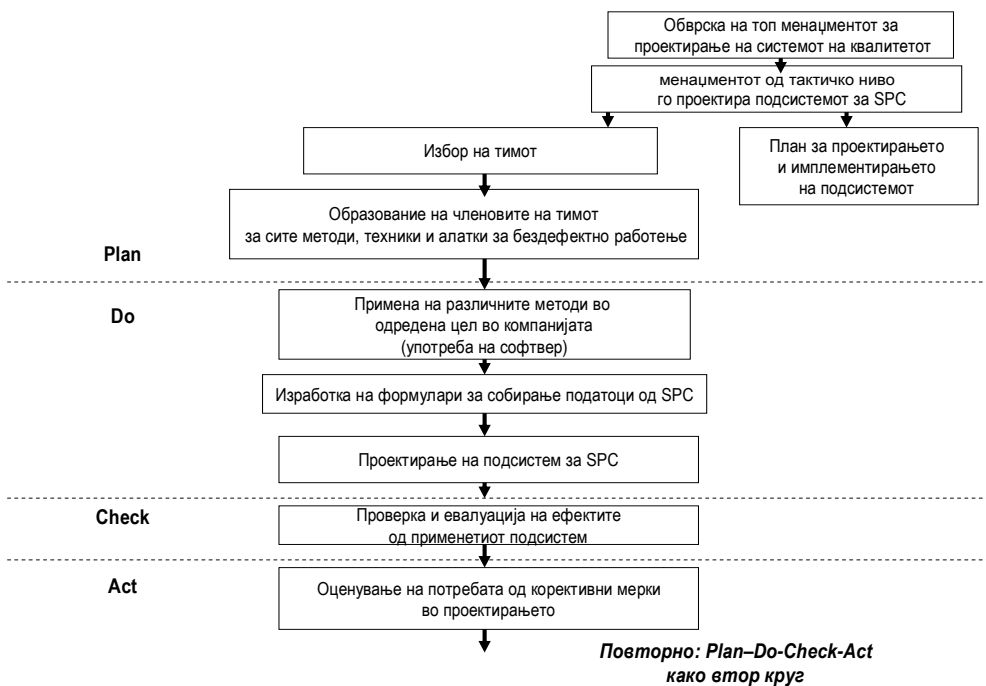 Обврска на топ менаџментот за
проектирање на системот на квалитетот
менаџментот од тактичко ниво
го проектира подсистемот за SPC
Избор на тимот
План за проектирањето
и имплементирањето
на подсистемот
Образование на членовите на тимот
за сите методи, техники и алатки за бездефектно работење
Plan
Do
Примена на различните методи во
одредена цел во компанијата
(употреба на софтвер)
Изработка на формулари за собирање податоци од SPC
Проектирање на подсистем за SPC
Check
Проверка и евалуација на ефектите
од применетиот подсистем
Act
Оценување на потребата од корективни мерки
во проектирањето
Повторно: Plan–Do-Check-Act
како втор круг